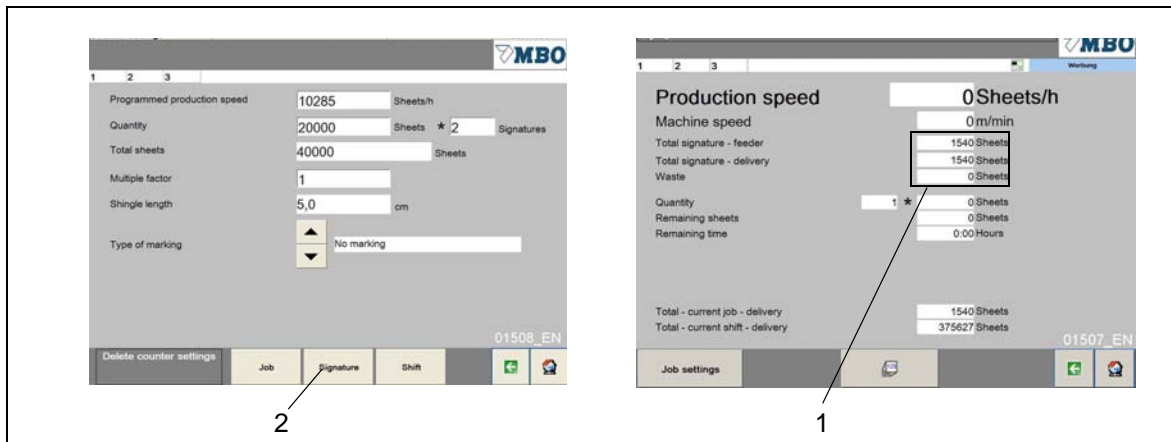 MBO
1 2 3
Programmed production speed 10285 Sheets/h
Quantity 20000 Sheets * 2 Signatures
Total sheets 40000 Sheets
Multiple factor 1
Shingle length 5,0 cm
Type of marking No marking
01508_EN
Delete counter settings Job Signature Shift
2
MBO
1 2 3 Werbung
Production speed 0 Sheets/h
Machine speed 0 m/min
Total signature - feeder 1540 Sheets
Total signature - delivery 1540 Sheets
Waste 0 Sheets
Quantity 1 * 0 Sheets
Remaining sheets 0 Sheets
Remaining time 0:00 Hours
Total - current job - delivery 1540 Sheets
Total - current shift - delivery 375627 Sheets
01507_EN
Job settings
1